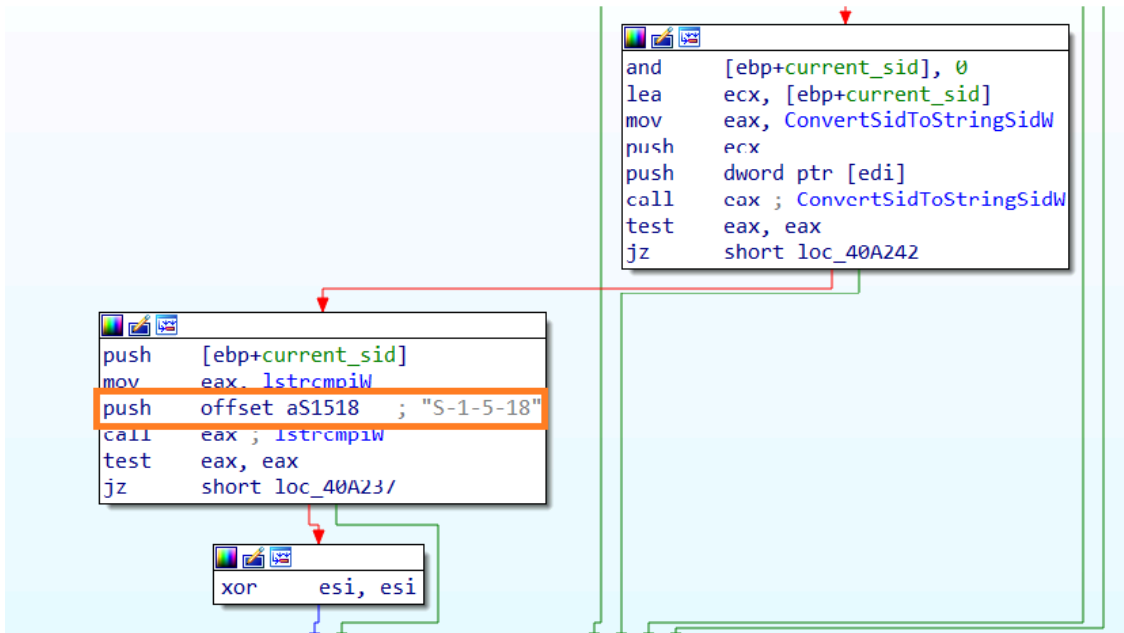 and [ebp+current_sid], 0
lea ecx, [ebp+current_sid]
mov eax, ConvertSidToStringSidW
push ecx
push dword ptr [edi]
call eax ; ConvertSidToStringSidW
test eax, eax
jz short loc_40A242
push [ebp+current_sid]
mov eax, lstrcmpiW
push offset aS1518 ; "S-1-5-18"
call eax ; lstrcmpiW
test eax, eax
jz short loc_40A237
xor esi, esi